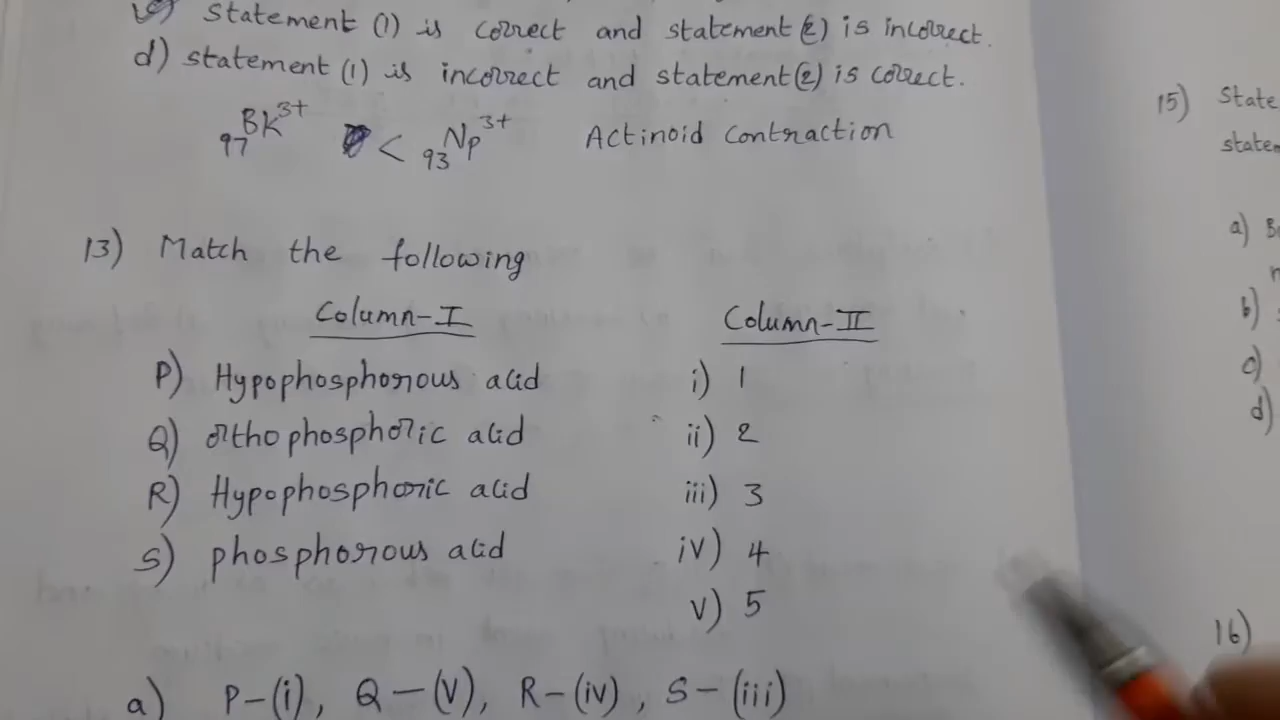 c) Statement (1) is correct and statement (2) is incorrect.
d) statement (1) is incorrect and statement (2) is correct.
₉₇Bk³⁺ < ₉₃Np³⁺ Actinoid contraction
13) Match the following
Column-I Column-II
P) Hypophosphorous acid i) 1
Q) orthophosphoric acid ii) 2
R) Hypophosphoric acid iii) 3
S) phosphorous acid iv) 4
v) 5
a) P-(i), Q-(v), R-(iv), S-(iii)
15) State
statem
a) B
b)
c)
d)
16)